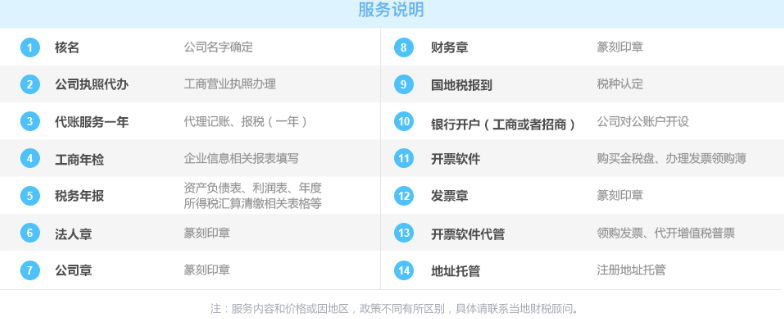 服务说明
1 核名 公司名字确定
2 公司执照代办 工商营业执照办理
3 代账服务一年 代理记账、报税（一年）
4 工商年检 企业信息相关报表填写
5 税务年报 资产负债表、利润表、年度
所得税汇算清缴相关表格等
6 法人章 篆刻印章
7 公司章 篆刻印章
8 财务章 篆刻印章
9 国地税报到 税种认定
10 银行开户（工商或者招商） 公司对公账户开设
11 开票软件 购买金税盘、办理发票领购薄
12 发票章 篆刻印章
13 开票软件代管 领购发票、代开增值税普票
14 地址托管 注册地址托管
注：服务内容和价格或因地区，政策不同有所区别，具体请联系当地财税顾问。